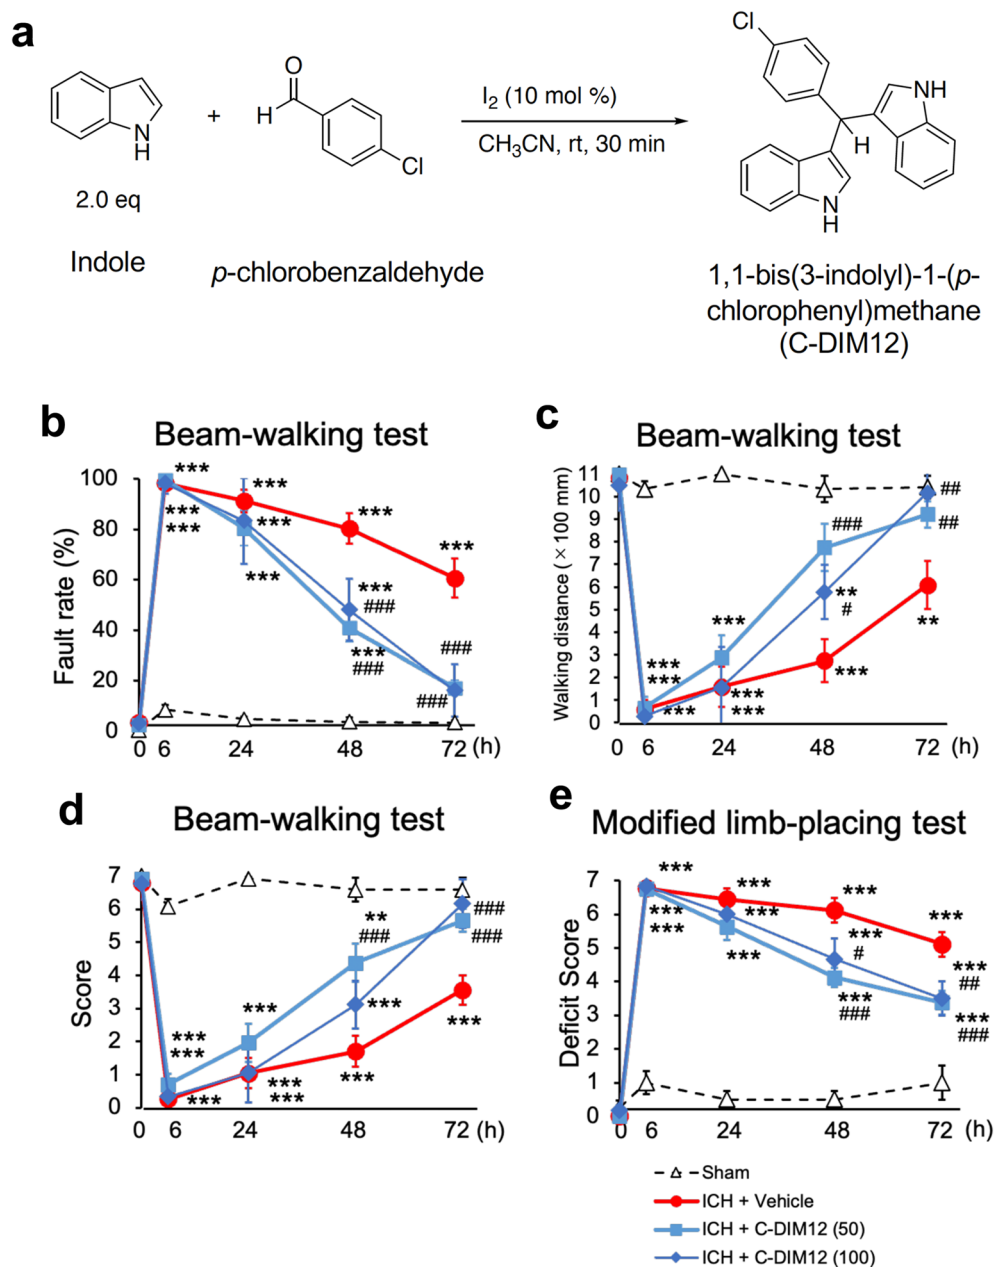 a
Indole
2.0 eq
N
H
+
O
H
Cl
p-chlorobenzaldehyde
I2 (10 mol %)
CH3CN, rt, 30 min
Cl
NH
H
N
H
1,1-bis(3-indolyl)-1-(p-
chlorophenyl)methane
(C-DIM12)
b
Beam-walking test
Fault rate (%)
100
80
60
40
20
0
0 6 24 48 72 (h)
***
***
***
***
***
***
***
***
###
***
###
***
###
###
c
Beam-walking test
Walking distance (×100 mm)
11
10
9
8
7
6
5
4
3
2
1
0
0 6 24 48 72 (h)
***
***
***
***
***
***
###
**
#
***
##
##
**
d
Beam-walking test
Score
7
6
5
4
3
2
1
0
0 6 24 48 72 (h)
***
***
***
***
***
***
**
###
***
***
###
###
***
e
Modified limb-placing test
Deficit Score
7
6
5
4
3
2
1
0
0 6 24 48 72 (h)
***
***
***
***
***
***
***
***
#
***
###
***
***
##
***
###
Sham
ICH + Vehicle
ICH + C-DIM12 (50)
ICH + C-DIM12 (100)